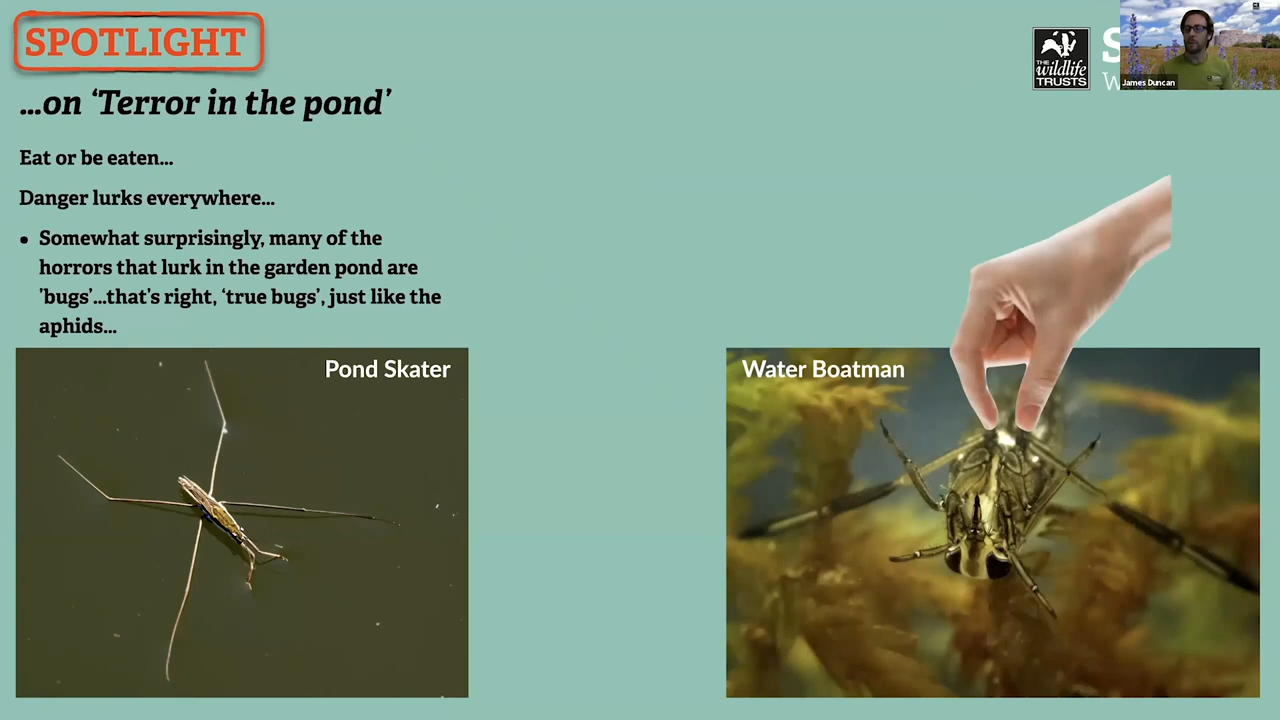 SPOTLIGHT
…on ‘Terror in the pond’
Eat or be eaten…
Danger lurks everywhere…
• Somewhat surprisingly, many of the
horrors that lurk in the garden pond are
’bugs’…that's right, ‘true bugs’, just like the
aphids…
Pond Skater
Water Boatman
THE
wildlife
TRUSTS
S
W
James Duncan